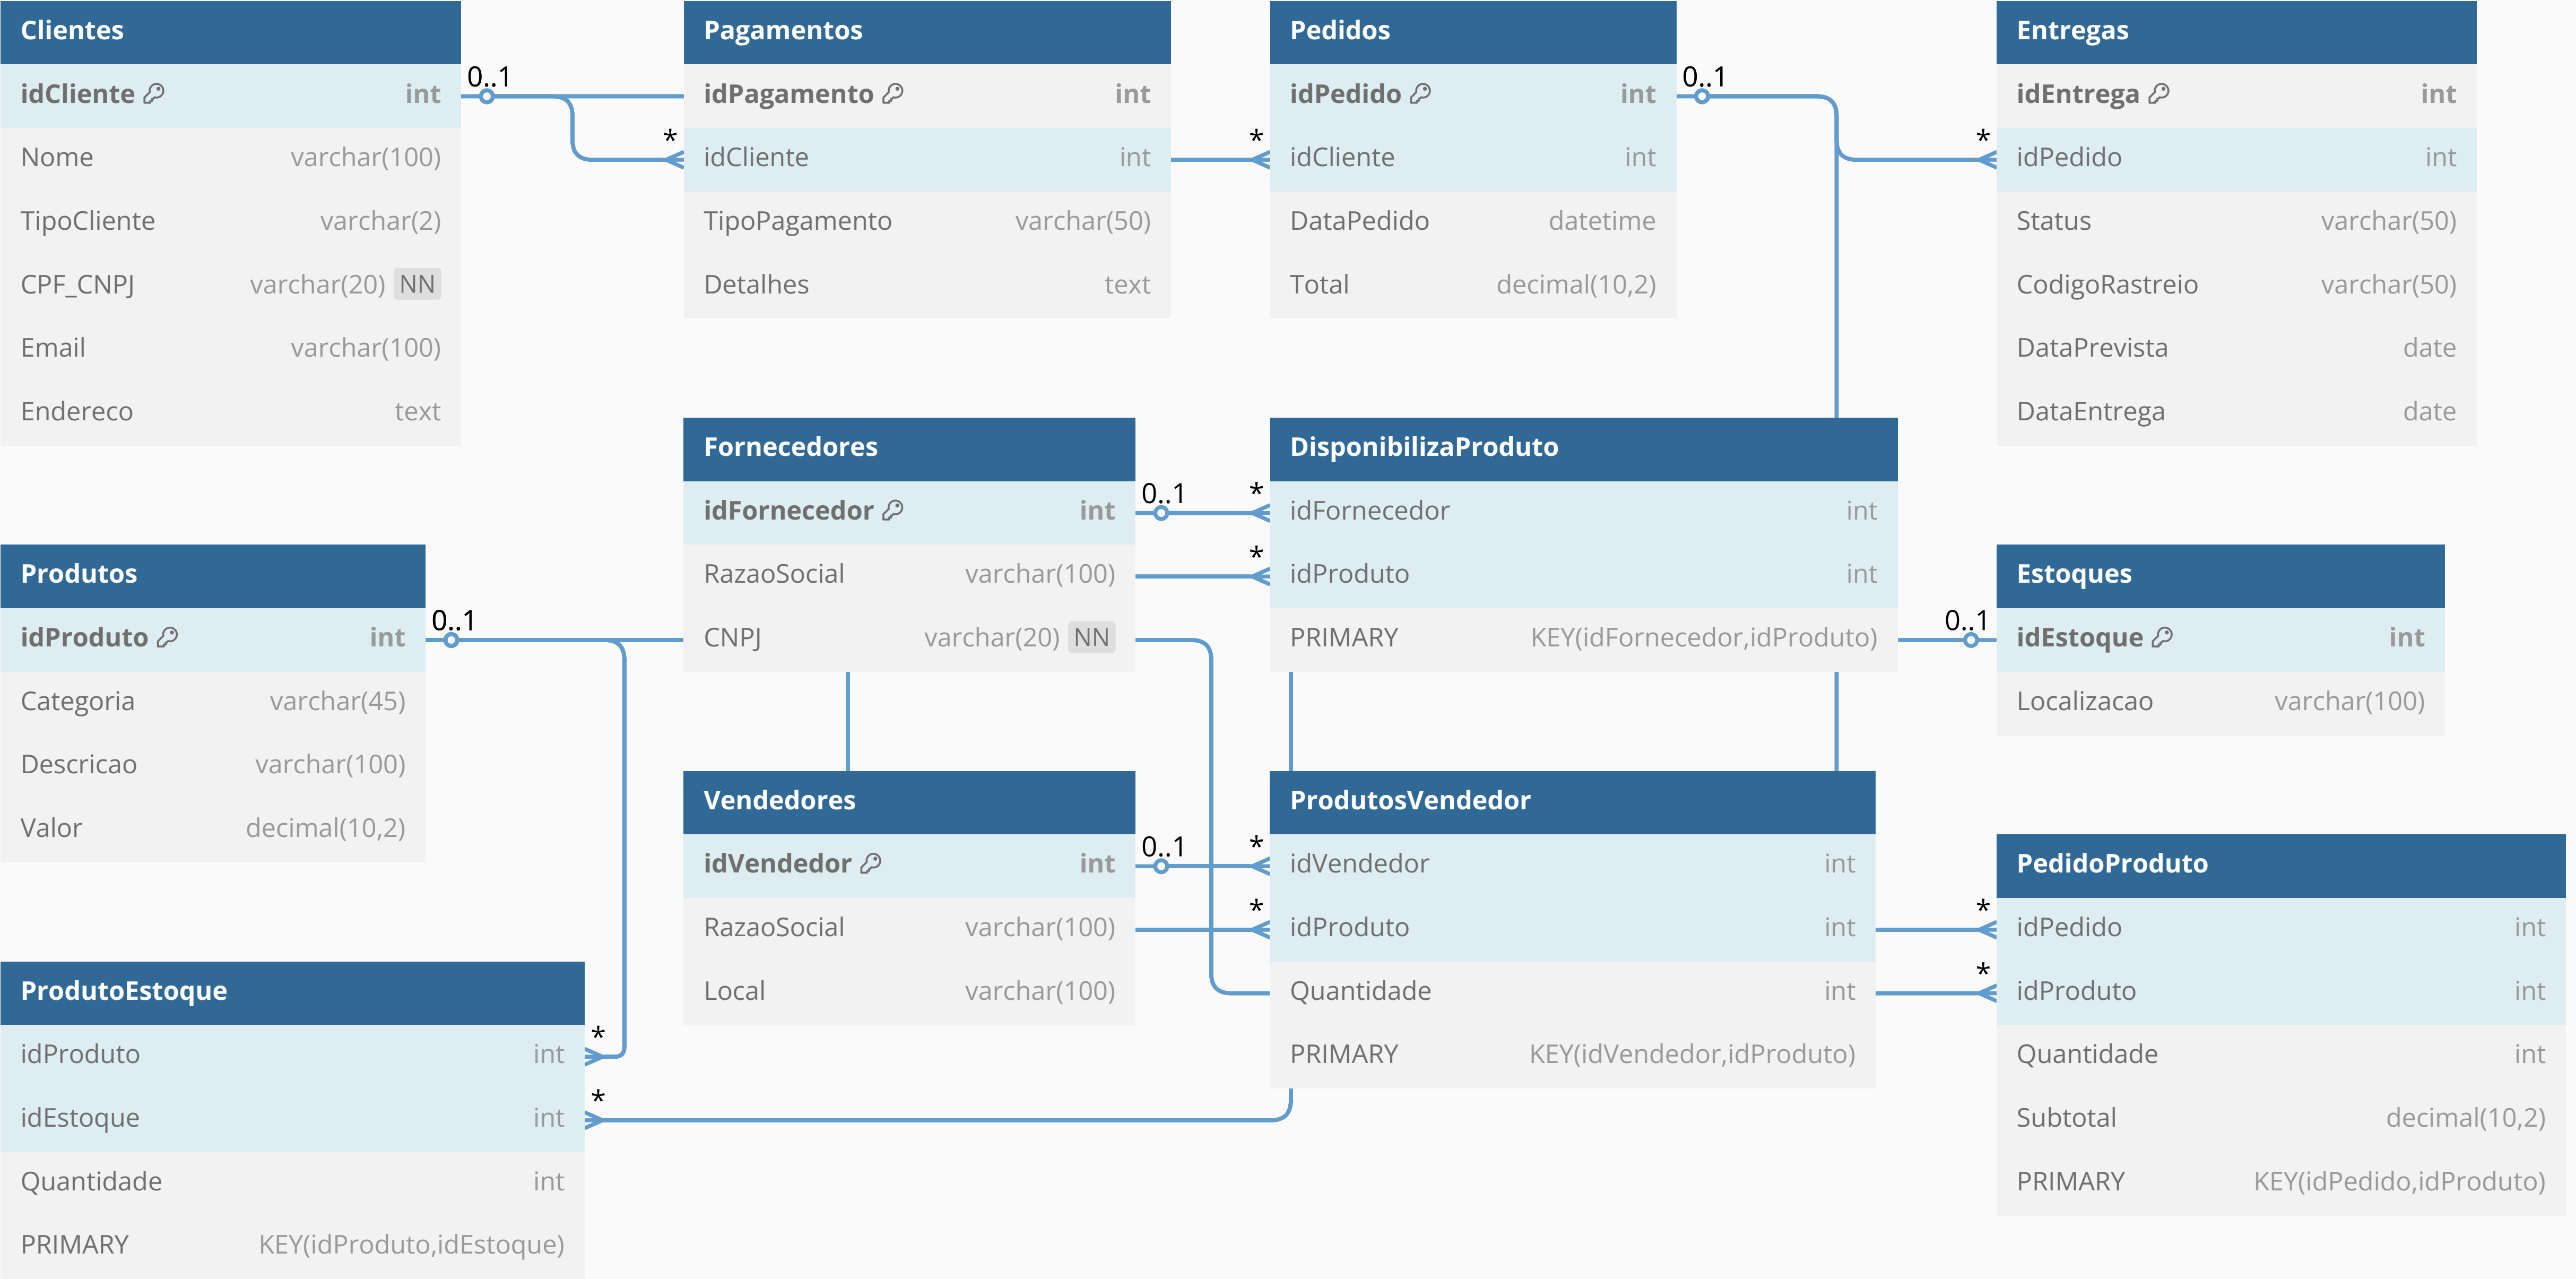 Clientes
idCliente int
Nome varchar(100)
TipoCliente varchar(2)
CPF_CNPJ varchar(20) NN
Email varchar(100)
Endereco text
0..1
*
Pagamentos
idPagamento int
idCliente int
TipoPagamento varchar(50)
Detalhes text
*
Pedidos
idPedido int
idCliente int
DataPedido datetime
Total decimal(10,2)
0..1
*
Entregas
idEntrega int
idPedido int
Status varchar(50)
CodigoRastreio varchar(50)
DataPrevista date
DataEntrega date
Fornecedores
idFornecedor int
RazaoSocial varchar(100)
CNPJ varchar(20) NN
0..1
*
*
DisponibilizaProduto
idFornecedor int
idProduto int
PRIMARY KEY(idFornecedor,idProduto)
0..1
Estoques
idEstoque int
Localizacao varchar(100)
Produtos
idProduto int
Categoria varchar(45)
Descricao varchar(100)
Valor decimal(10,2)
0..1
Vendedores
idVendedor int
RazaoSocial varchar(100)
Local varchar(100)
0..1
*
*
ProdutosVendedor
idVendedor int
idProduto int
Quantidade int
PRIMARY KEY(idVendedor,idProduto)
*
*
PedidoProduto
idPedido int
idProduto int
Quantidade int
Subtotal decimal(10,2)
PRIMARY KEY(idPedido,idProduto)
ProdutoEstoque
idProduto int
idEstoque int
Quantidade int
PRIMARY KEY(idProduto,idEstoque)
*
*